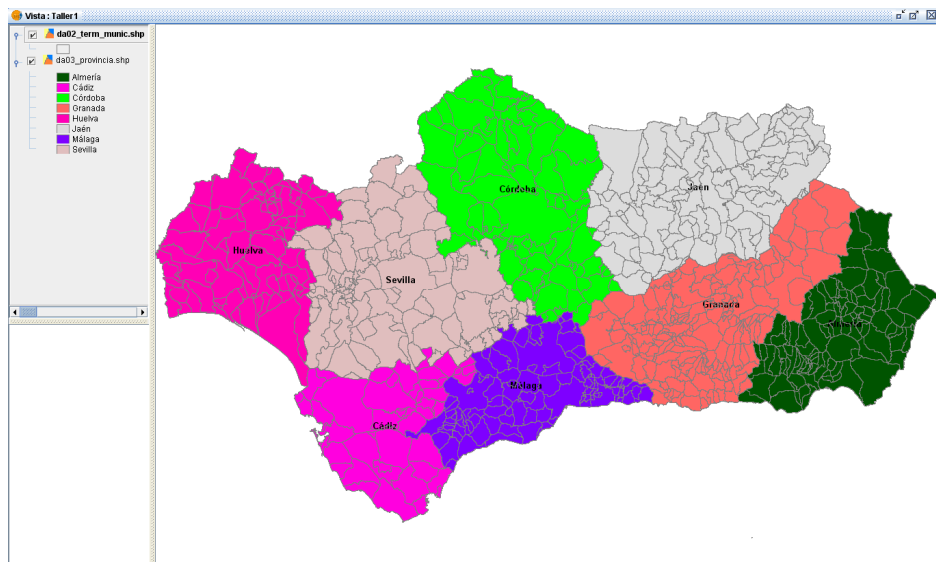 Vista : Taller1
da02_term_munic.shp
da03_provincia.shp
Almería
Cádiz
Córdoba
Granada
Huelva
Jaén
Málaga
Sevilla
Córdoba
Jaén
Huelva
Sevilla
Granada
Almería
Málaga
Cádiz